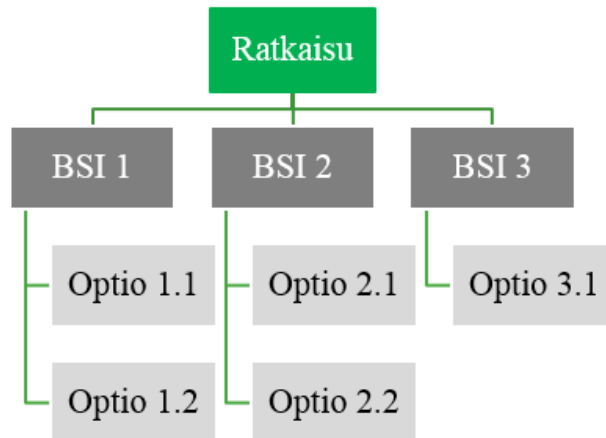 Ratkaisu
BSI 1
BSI 2
BSI 3
Optio 1.1
Optio 2.1
Optio 3.1
Optio 1.2
Optio 2.2